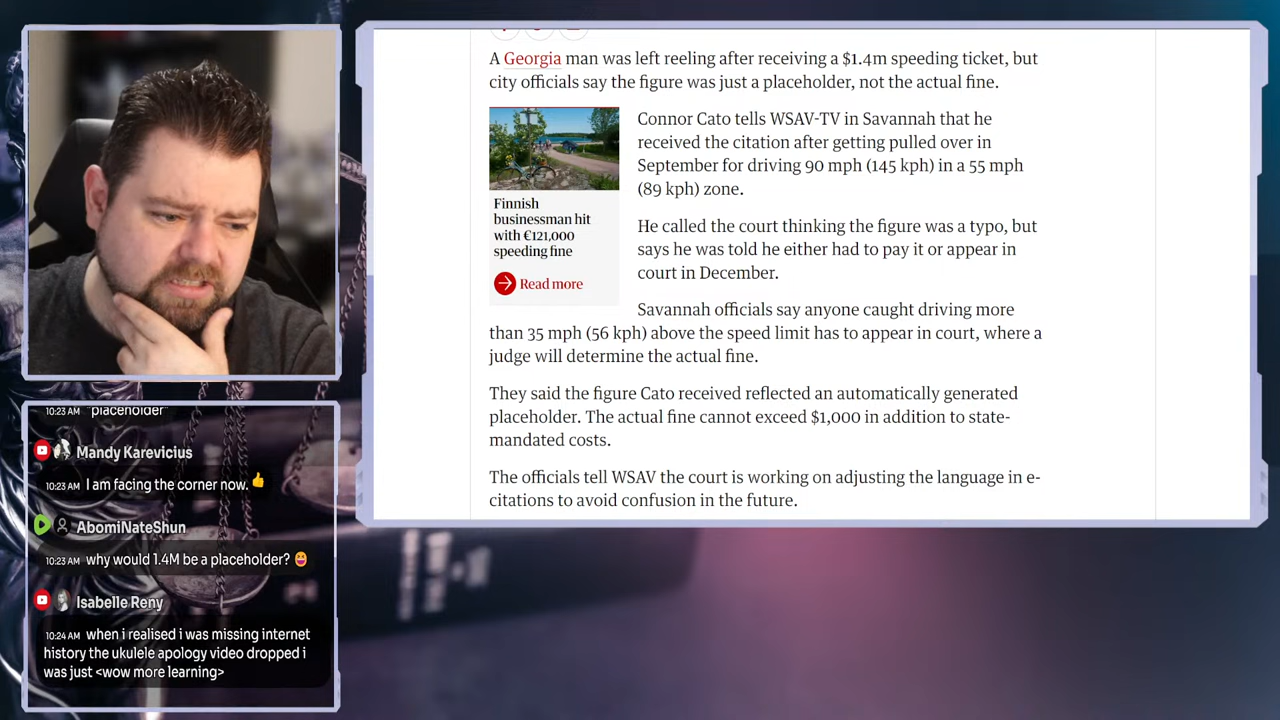 A Georgia man was left reeling after receiving a $1.4m speeding ticket, but
city officials say the figure was just a placeholder, not the actual fine.
Finnish
businessman hit
with €121,000
speeding fine
Read more
Connor Cato tells WSAV-TV in Savannah that he
received the citation after getting pulled over in
September for driving 90 mph (145 kph) in a 55 mph
(89 kph) zone.
He called the court thinking the figure was a typo, but
says he was told he either had to pay it or appear in
court in December.
Savannah officials say anyone caught driving more
than 35 mph (56 kph) above the speed limit has to appear in court, where a
judge will determine the actual fine.
They said the figure Cato received reflected an automatically generated
placeholder. The actual fine cannot exceed $1,000 in addition to state-
mandated costs.
The officials tell WSAV the court is working on adjusting the language in e-
citations to avoid confusion in the future.
10:23 AM "placeholder"
Mandy Karevicius
10:23 AM I am facing the corner now. 👍
AbomiNateShun
10:23 AM why would 1.4M be a placeholder? 😝
Isabelle Reny
10:24 AM when i realised i was missing internet
history the ukulele apology video dropped i
was just <wow more learning>